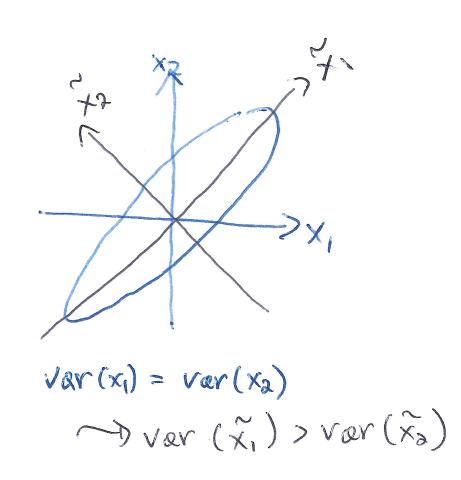 x₂
x̃₁
x̃₂
x₁
var(x₁) = var(x₂)
→ var (x̃₁) > var(x̃₂)